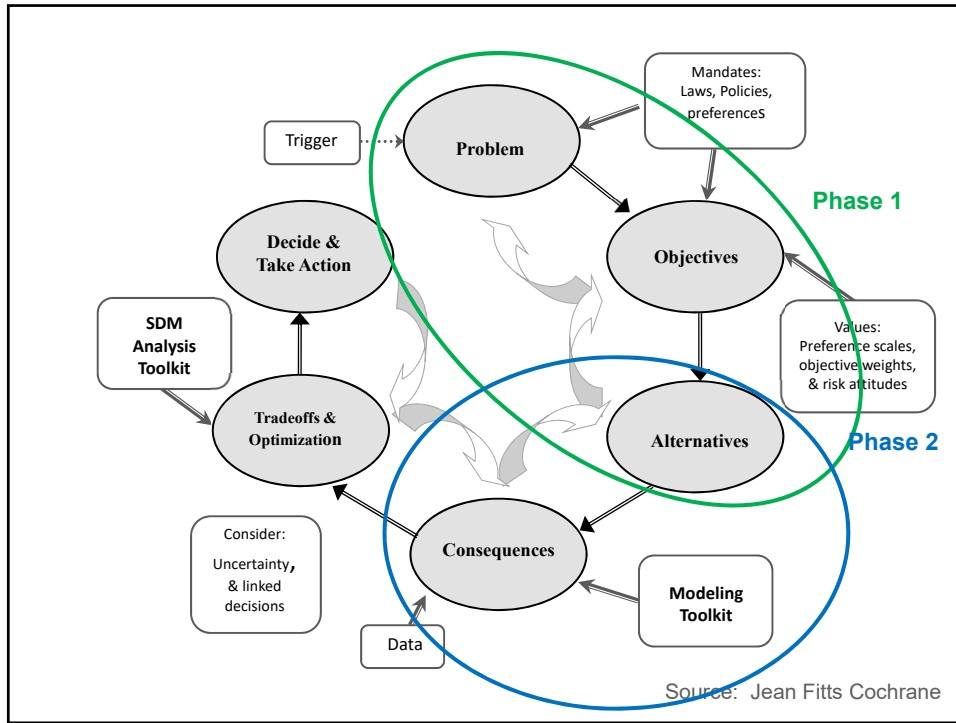 Mandates:
Laws, Policies,
preferences
Trigger
Problem
Phase 1
Decide &
Take Action
Objectives
SDM
Analysis
Toolkit
Values:
Preference scales,
objective weights,
& risk attitudes
Tradeoffs &
Optimization
Alternatives
Phase 2
Consider:
Uncertainty,
& linked
decisions
Consequences
Modeling
Toolkit
Data
Source: Jean Fitts Cochrane